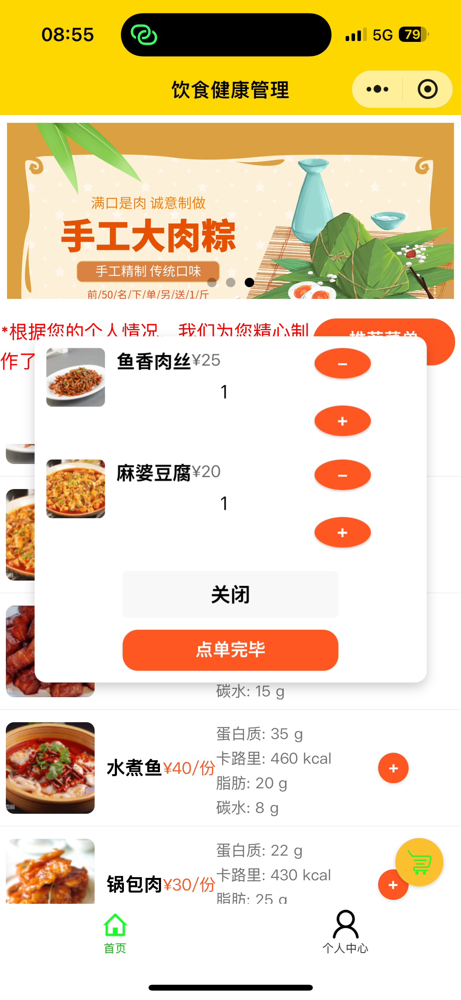 08:55
5G 79
饮食健康管理
满口是肉 诚意制做
手工大肉粽
手工精制 传统口味
前/50/名/下/单/另/送/1/斤
*根据您的个人情况，我们为您精心制
作了
推荐菜单
鱼香肉丝¥25
–
1
+
麻婆豆腐¥20
–
1
+
关闭
点单完毕
碳水: 15 g
水煮鱼¥40/份
蛋白质: 35 g
卡路里: 460 kcal
脂肪: 20 g
碳水: 8 g
+
锅包肉¥30/份
蛋白质: 22 g
卡路里: 430 kcal
脂肪: 25 g
+
首页
个人中心